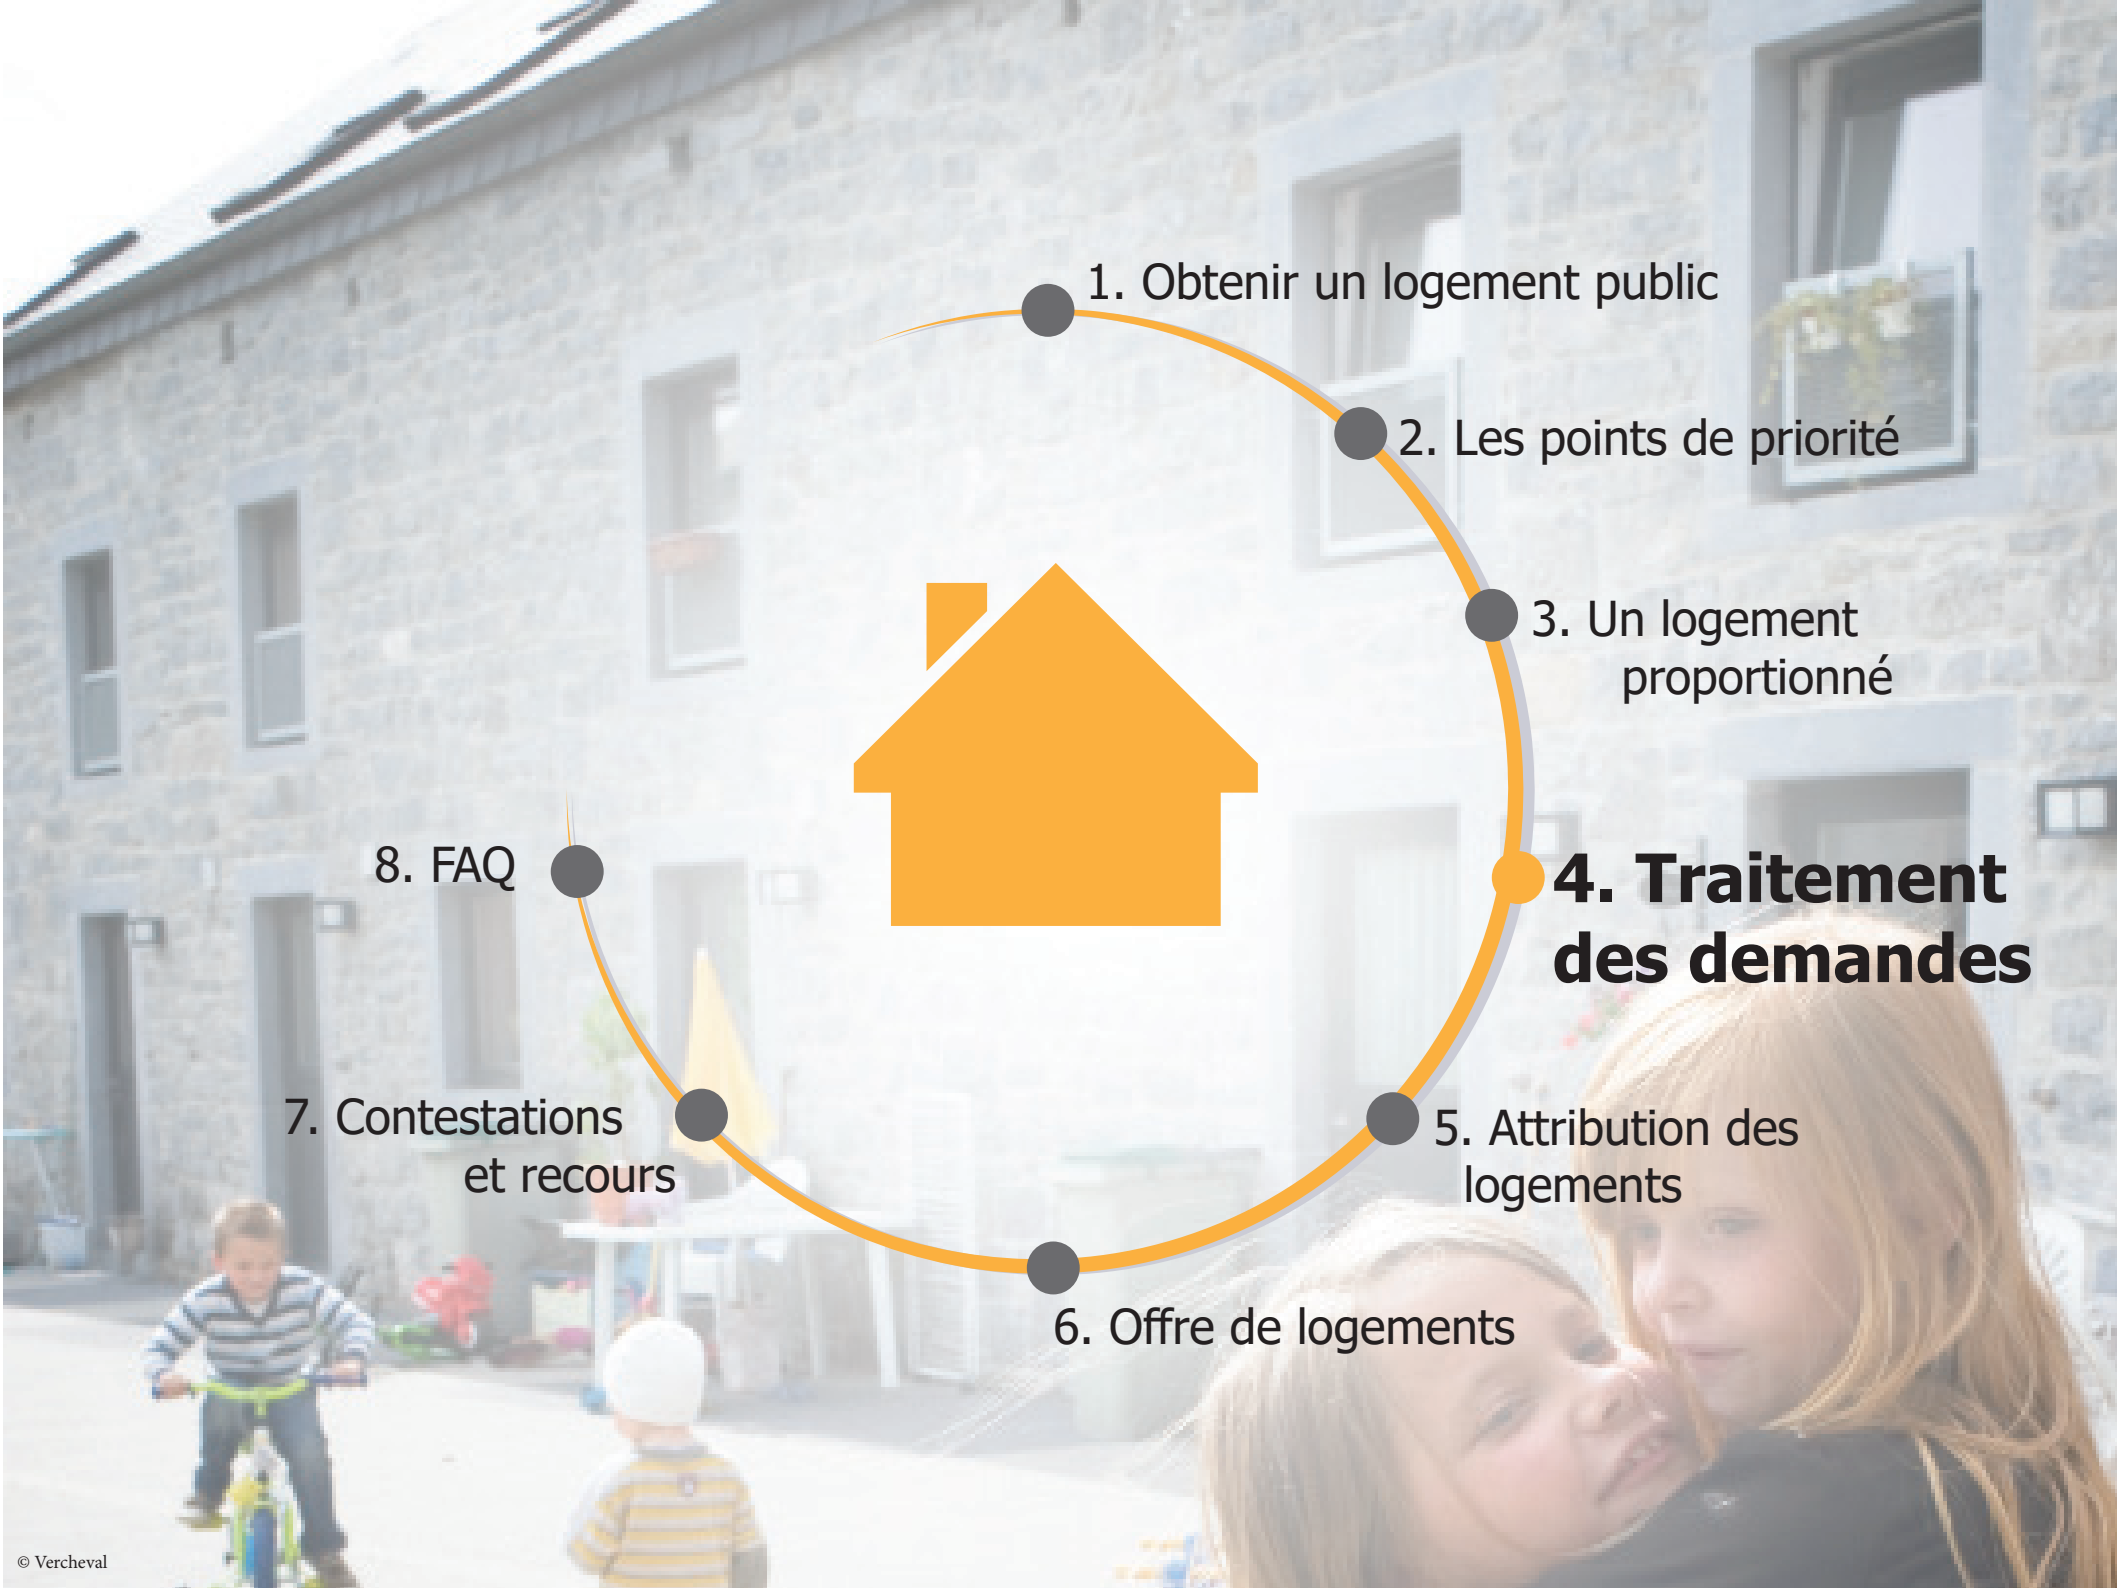 1. Obtenir un logement public
2. Les points de priorité
3. Un logement
proportionné
4. Traitement
des demandes
5. Attribution des
logements
6. Offre de logements
7. Contestations
et recours
8. FAQ
© Vercheval